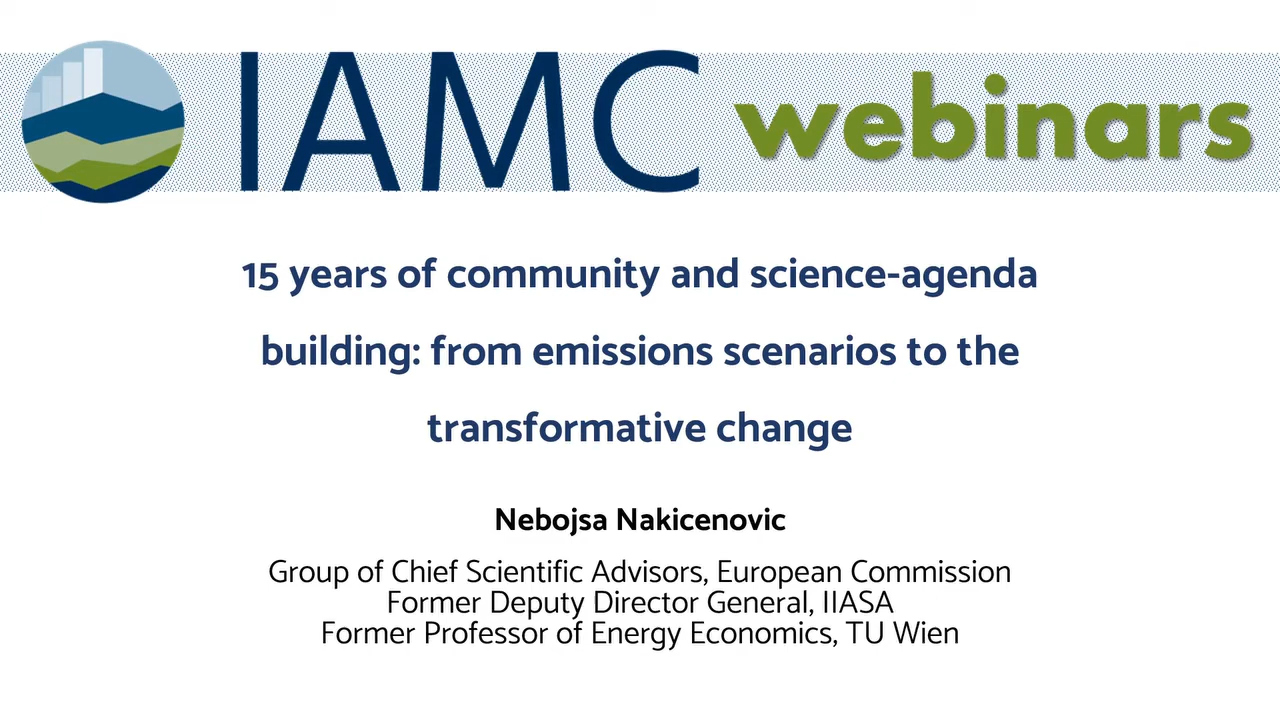 IAMC webinars
15 years of community and science-agenda
building: from emissions scenarios to the
transformative change
Nebojsa Nakicenovic
Group of Chief Scientific Advisors, European Commission
Former Deputy Director General, IIASA
Former Professor of Energy Economics, TU Wien